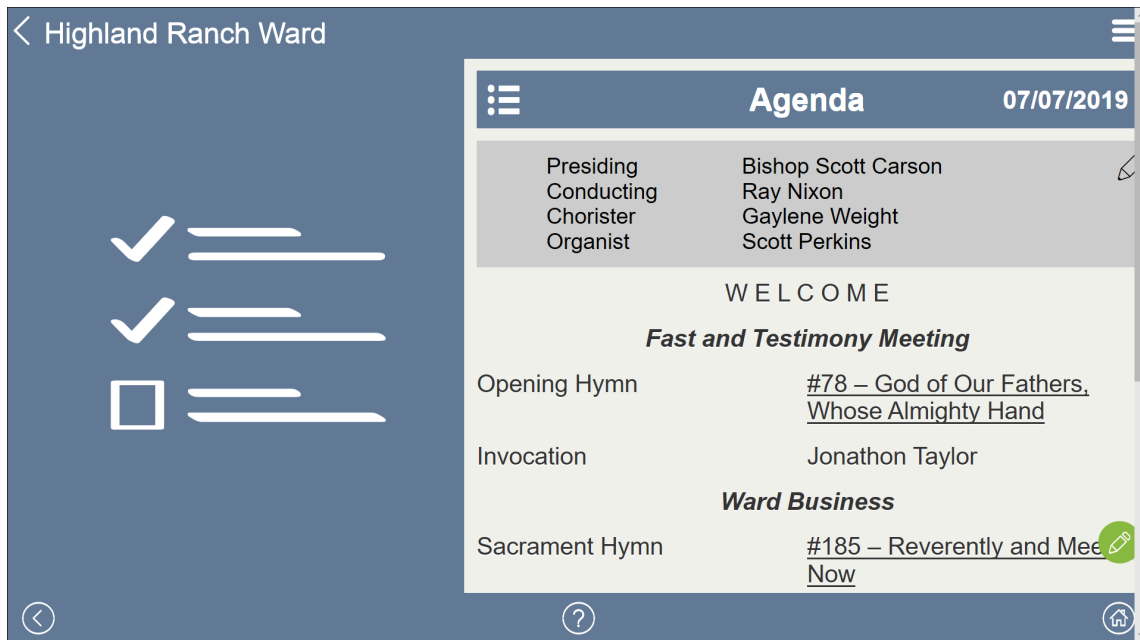 Highland Ranch Ward
Agenda 07/07/2019
Presiding Bishop Scott Carson
Conducting Ray Nixon
Chorister Gaylene Weight
Organist Scott Perkins
W E L C O M E
Fast and Testimony Meeting
Opening Hymn #78 – God of Our Fathers,
Whose Almighty Hand
Invocation Jonathon Taylor
Ward Business
Sacrament Hymn #185 – Reverently and
Now
?